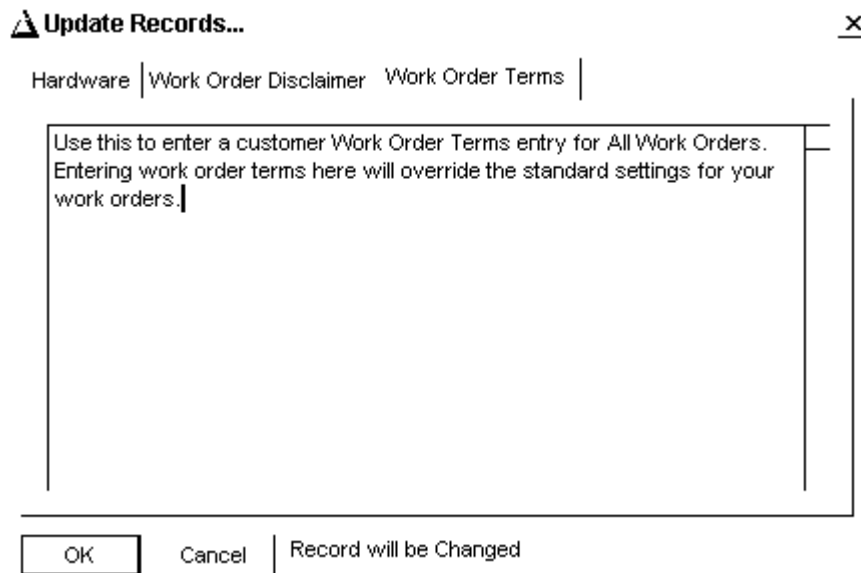 Update Records...
Hardware Work Order Disclaimer Work Order Terms
Use this to enter a customer Work Order Terms entry for All Work Orders.
Entering work order terms here will override the standard settings for your
work orders.
OK Cancel Record will be Changed